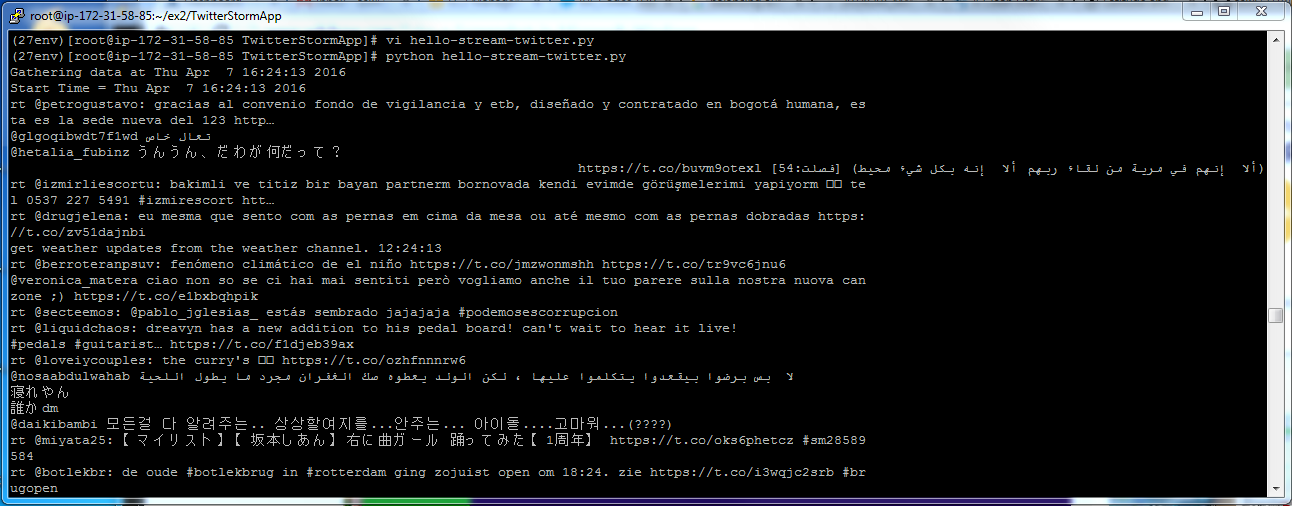 root@ip-172-31-58-85:~/ex2/TwitterStormApp
(27env)[root@ip-172-31-58-85 TwitterStormApp]# vi hello-stream-twitter.py
(27env)[root@ip-172-31-58-85 TwitterStormApp]# python hello-stream-twitter.py
Gathering data at Thu Apr  7 16:24:13 2016
Start Time = Thu Apr  7 16:24:13 2016
rt @petrogustavo: gracias al convenio fondo de vigilancia y etb, diseñado y contratado en bogotá humana, es
ta es la sede nueva del 123 http…
@glgoqibwdt7f1wd تعال خاص
@hetalia_fubinz うんうん、だわが何だって？
(ألا إنهم في مرية من لقاء ربهم ألا إنه بكل شيء محيط) [فصلت:54] https://t.co/buvm9otexl
rt @izmirliescortu: bakimli ve titiz bir bayan partnerm bornovada kendi evimde görüşmelerimi yapiyorm □□ te
l 0537 227 5491 #izmirescort htt…
rt @drugjelena: eu mesma que sento com as pernas em cima da mesa ou até mesmo com as pernas dobradas https:
//t.co/zv51dajnbi
get weather updates from the weather channel. 12:24:13
rt @berroteranpsuv: fenómeno climático de el niño https://t.co/jmzwonmshh https://t.co/tr9vc6jnu6
@veronica_matera ciao non so se ci hai mai sentiti però vogliamo anche il tuo parere sulla nostra nuova can
zone ;) https://t.co/e1bxbqhpik
rt @secteemos: @pablo_jglesias_ estás sembrado jajajaja #podemosescorrupcion
rt @liquidchaos: dreavyn has a new addition to his pedal board! can't wait to hear it live!
#pedals #guitarist… https://t.co/f1djeb39ax
rt @loveiycouples: the curry's □□ https://t.co/ozhfnnnrw6
@nosaabdulwahab لا بس برضوا بيقعدوا يتكلموا عليها ، لكن الولد يعطوه صك الغفران مجرد ما يطول اللحية
寝れやん
誰か dm
@daikibambi 모든걸 다 알려주는.. 상상할여지를...안주는... 아이돌....고마워...(????)
rt @miyata25:【マイリスト】【坂本しあん】右に曲ガール 踊ってみた【1周年】 https://t.co/oks6phetcz #sm28589
584
rt @botlekbr: de oude #botlekbrug in #rotterdam ging zojuist open om 18:24. zie https://t.co/i3wqjc2srb #br
ugopen